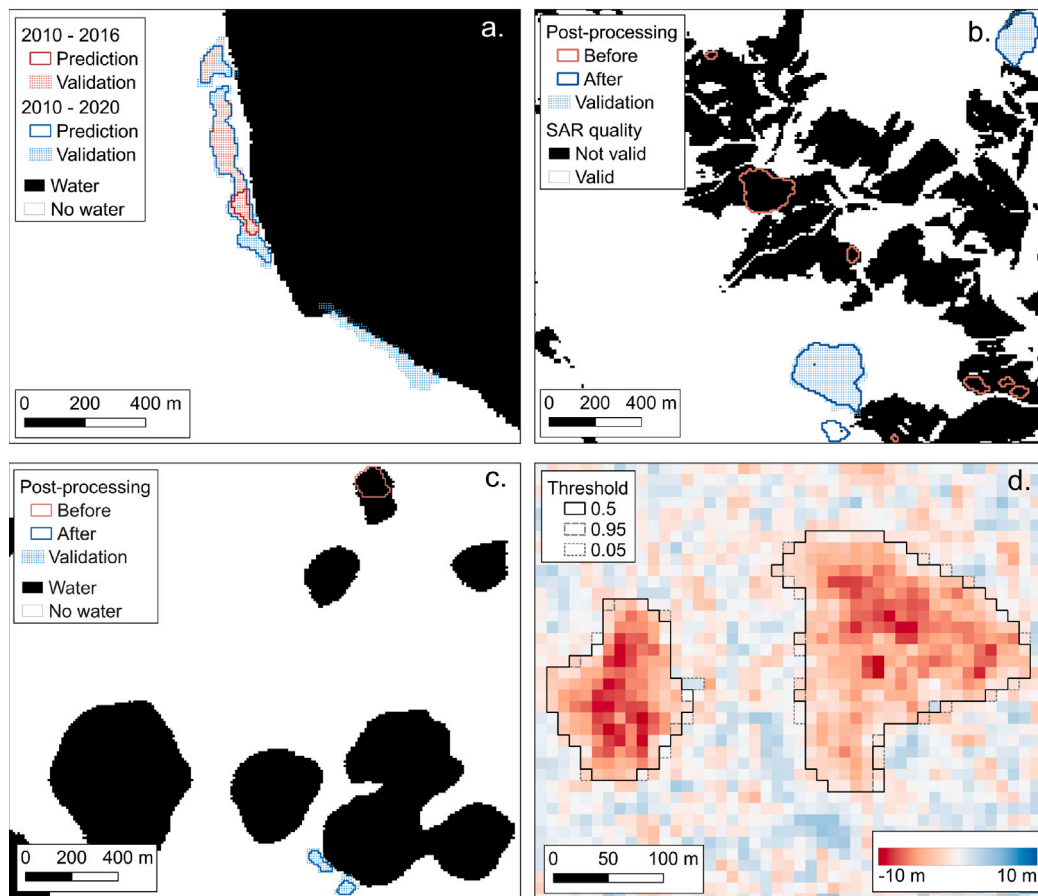 a.
2010 - 2016
Prediction
Validation
2010 - 2020
Prediction
Validation
Water
No water
0 200 400 m
b.
Post-processing
Before
After
Validation
SAR quality
Not valid
Valid
0 200 400 m
c.
Post-processing
Before
After
Validation
Water
No water
0 200 400 m
d.
Threshold
0.5
0.95
0.05
0 50 100 m
-10 m 10 m